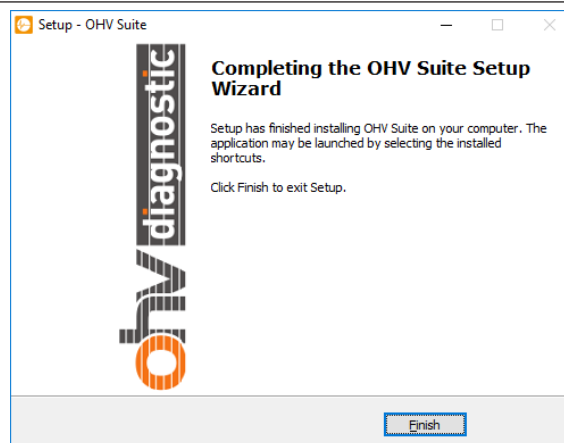 Setup - OHV Suite
ohv diagnostic
Completing the OHV Suite Setup
Wizard
Setup has finished installing OHV Suite on your computer. The
application may be launched by selecting the installed
shortcuts.
Click Finish to exit Setup.
Finish